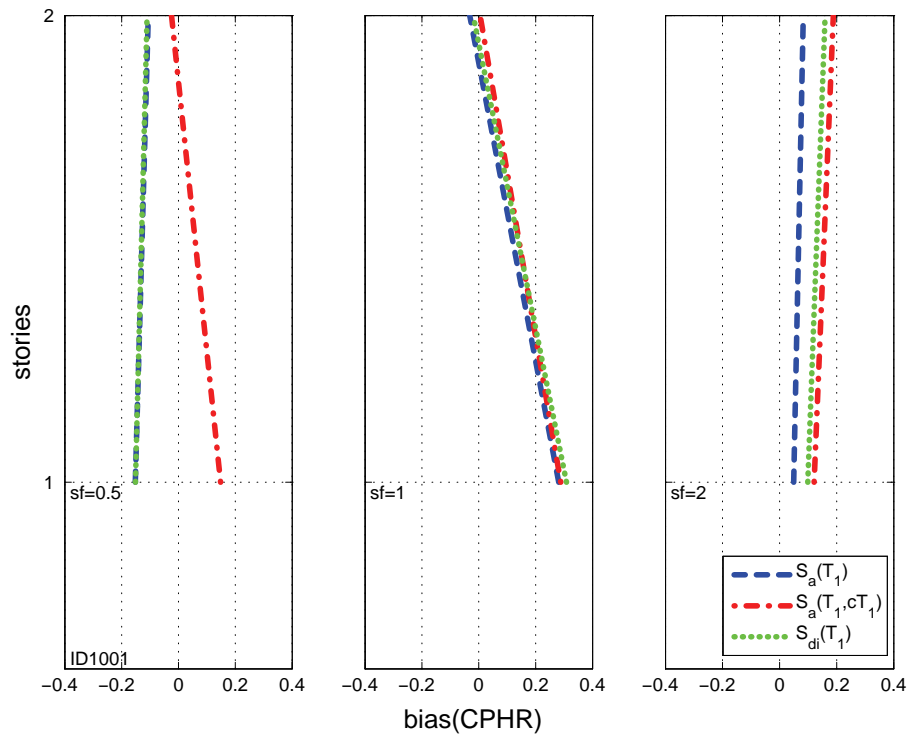 2
stories
1
sf=0.5
sf=1
sf=2
S_a(T_1)
S_a(T_1,cT_1)
S_di(T_1)
ID1001
−0.4 −0.2 0 0.2 0.4
−0.4 −0.2 0 0.2 0.4
−0.4 −0.2 0 0.2 0.4
bias(CPHR)